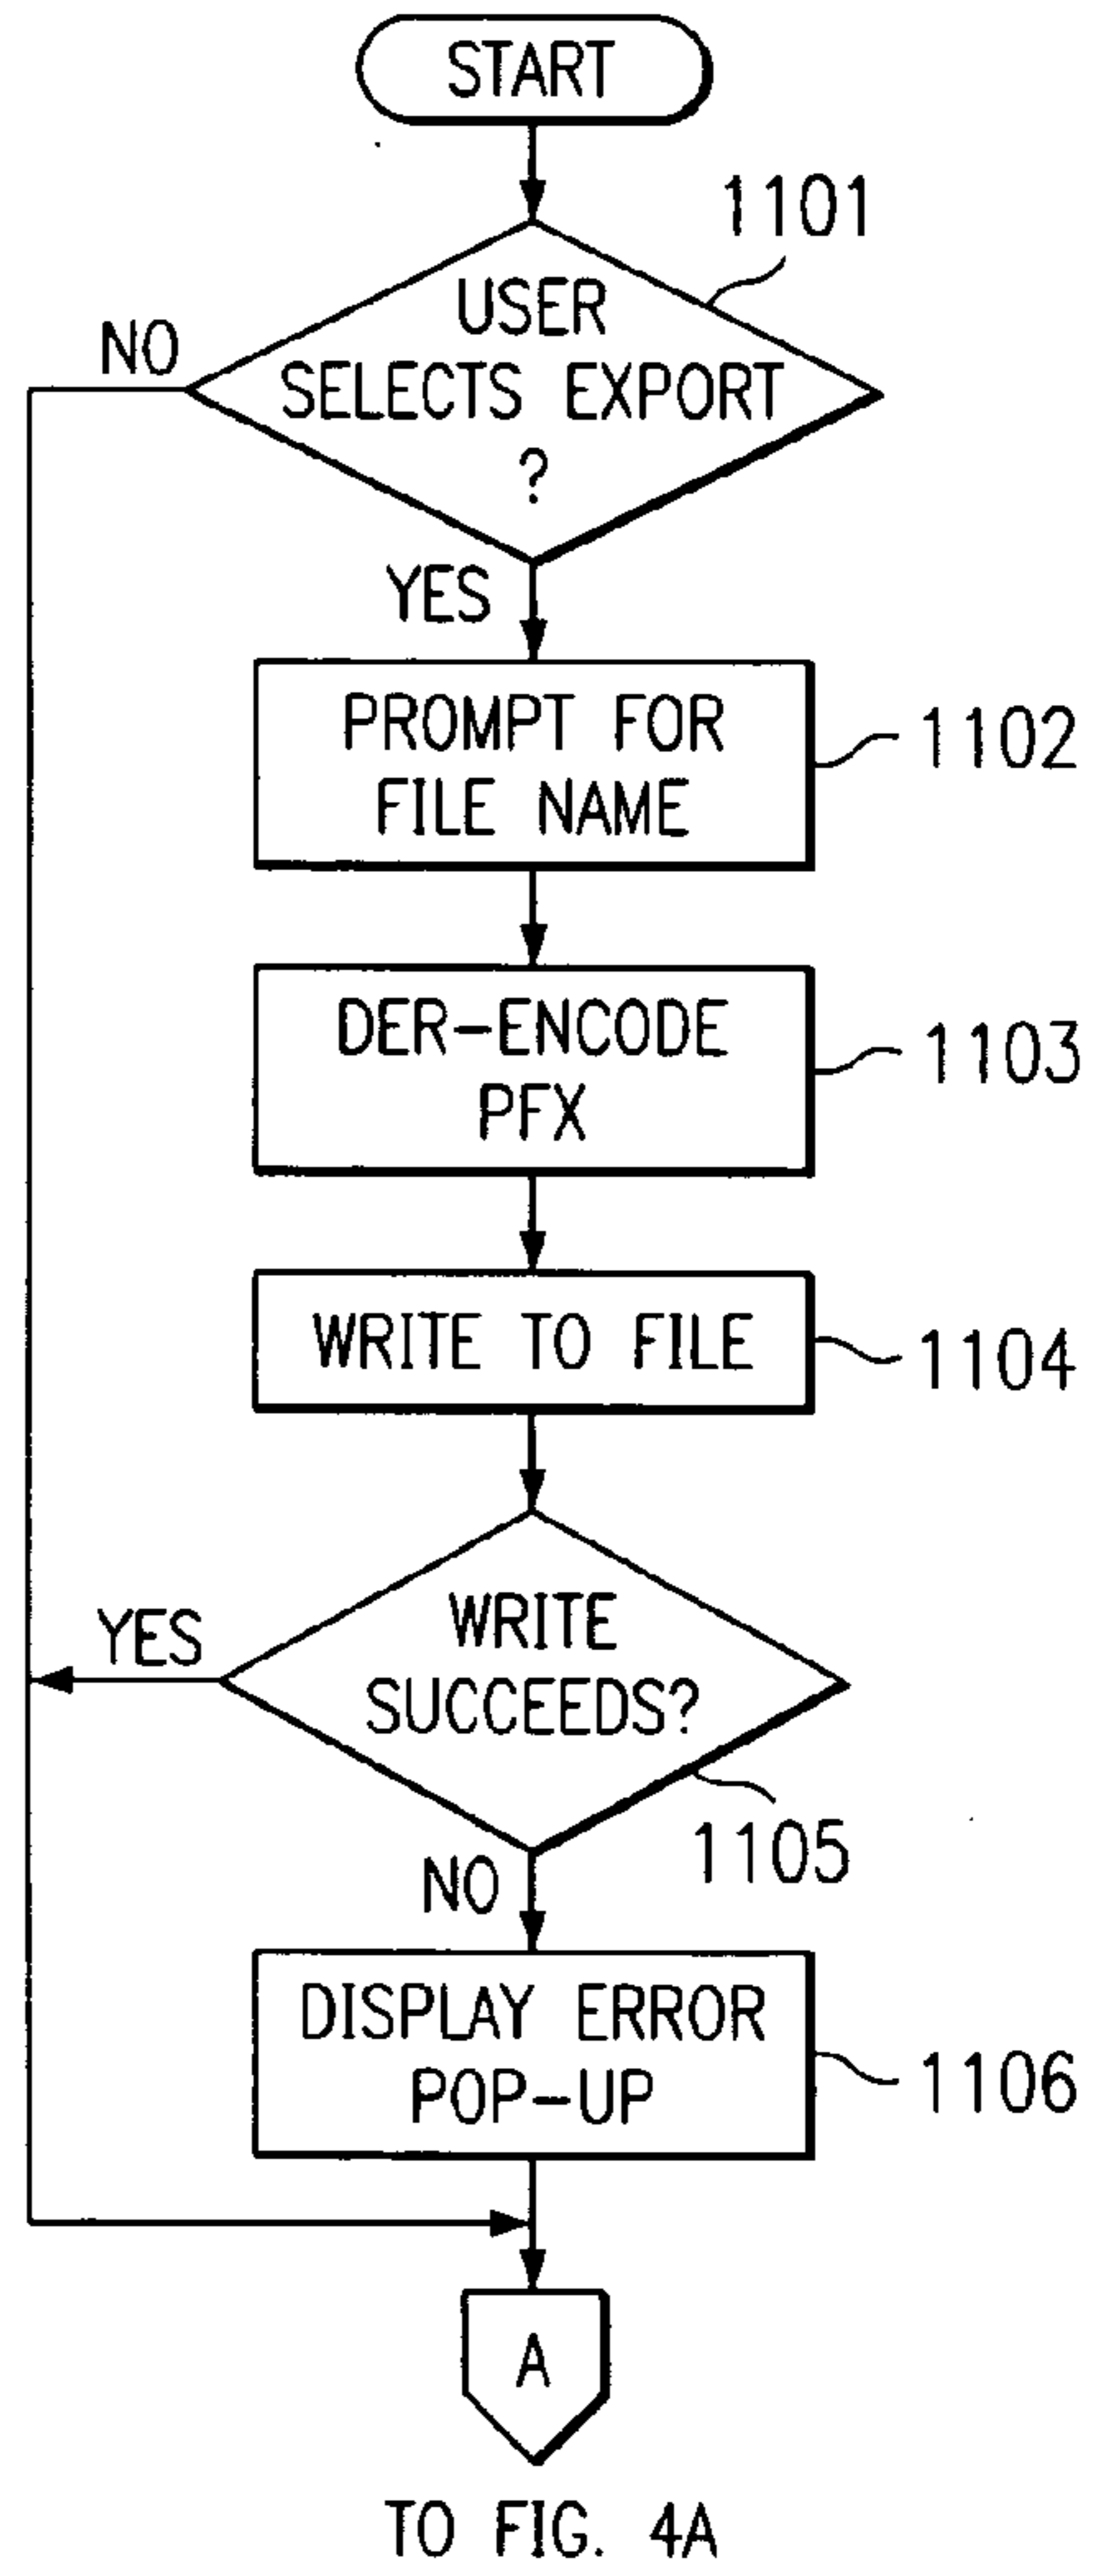 START
1101
USER
NO
SELECTS EXPORT
?
YES
PROMPT FOR
FILE NAME
1102
DER-ENCODE
PFX
1103
WRITE TO FILE
1104
WRITE
SUCCEEDS?
YES
1105
NO
DISPLAY ERROR
POP-UP
1106
A
TO FIG. 4A